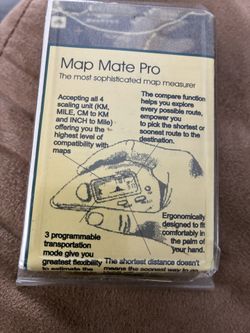 Map Mate Pro
The most sophisticated map measurer
Accepting all 4
scaling unit (KM,
MILE, CM to KM
and INCH to Mile)
offering you the
highest level of
compatibility with
maps
The compare function
helps you explore
every possible route,
empower you
to pick the shortest or
soonest route to the
destination.
Ergonomically
designed to fit
comfortably in
the palm of
your hand.
3 programmable
transportation
mode give you
greatest flexibility
to estimate the
The shortest distance doesn't
means the soonest way to go